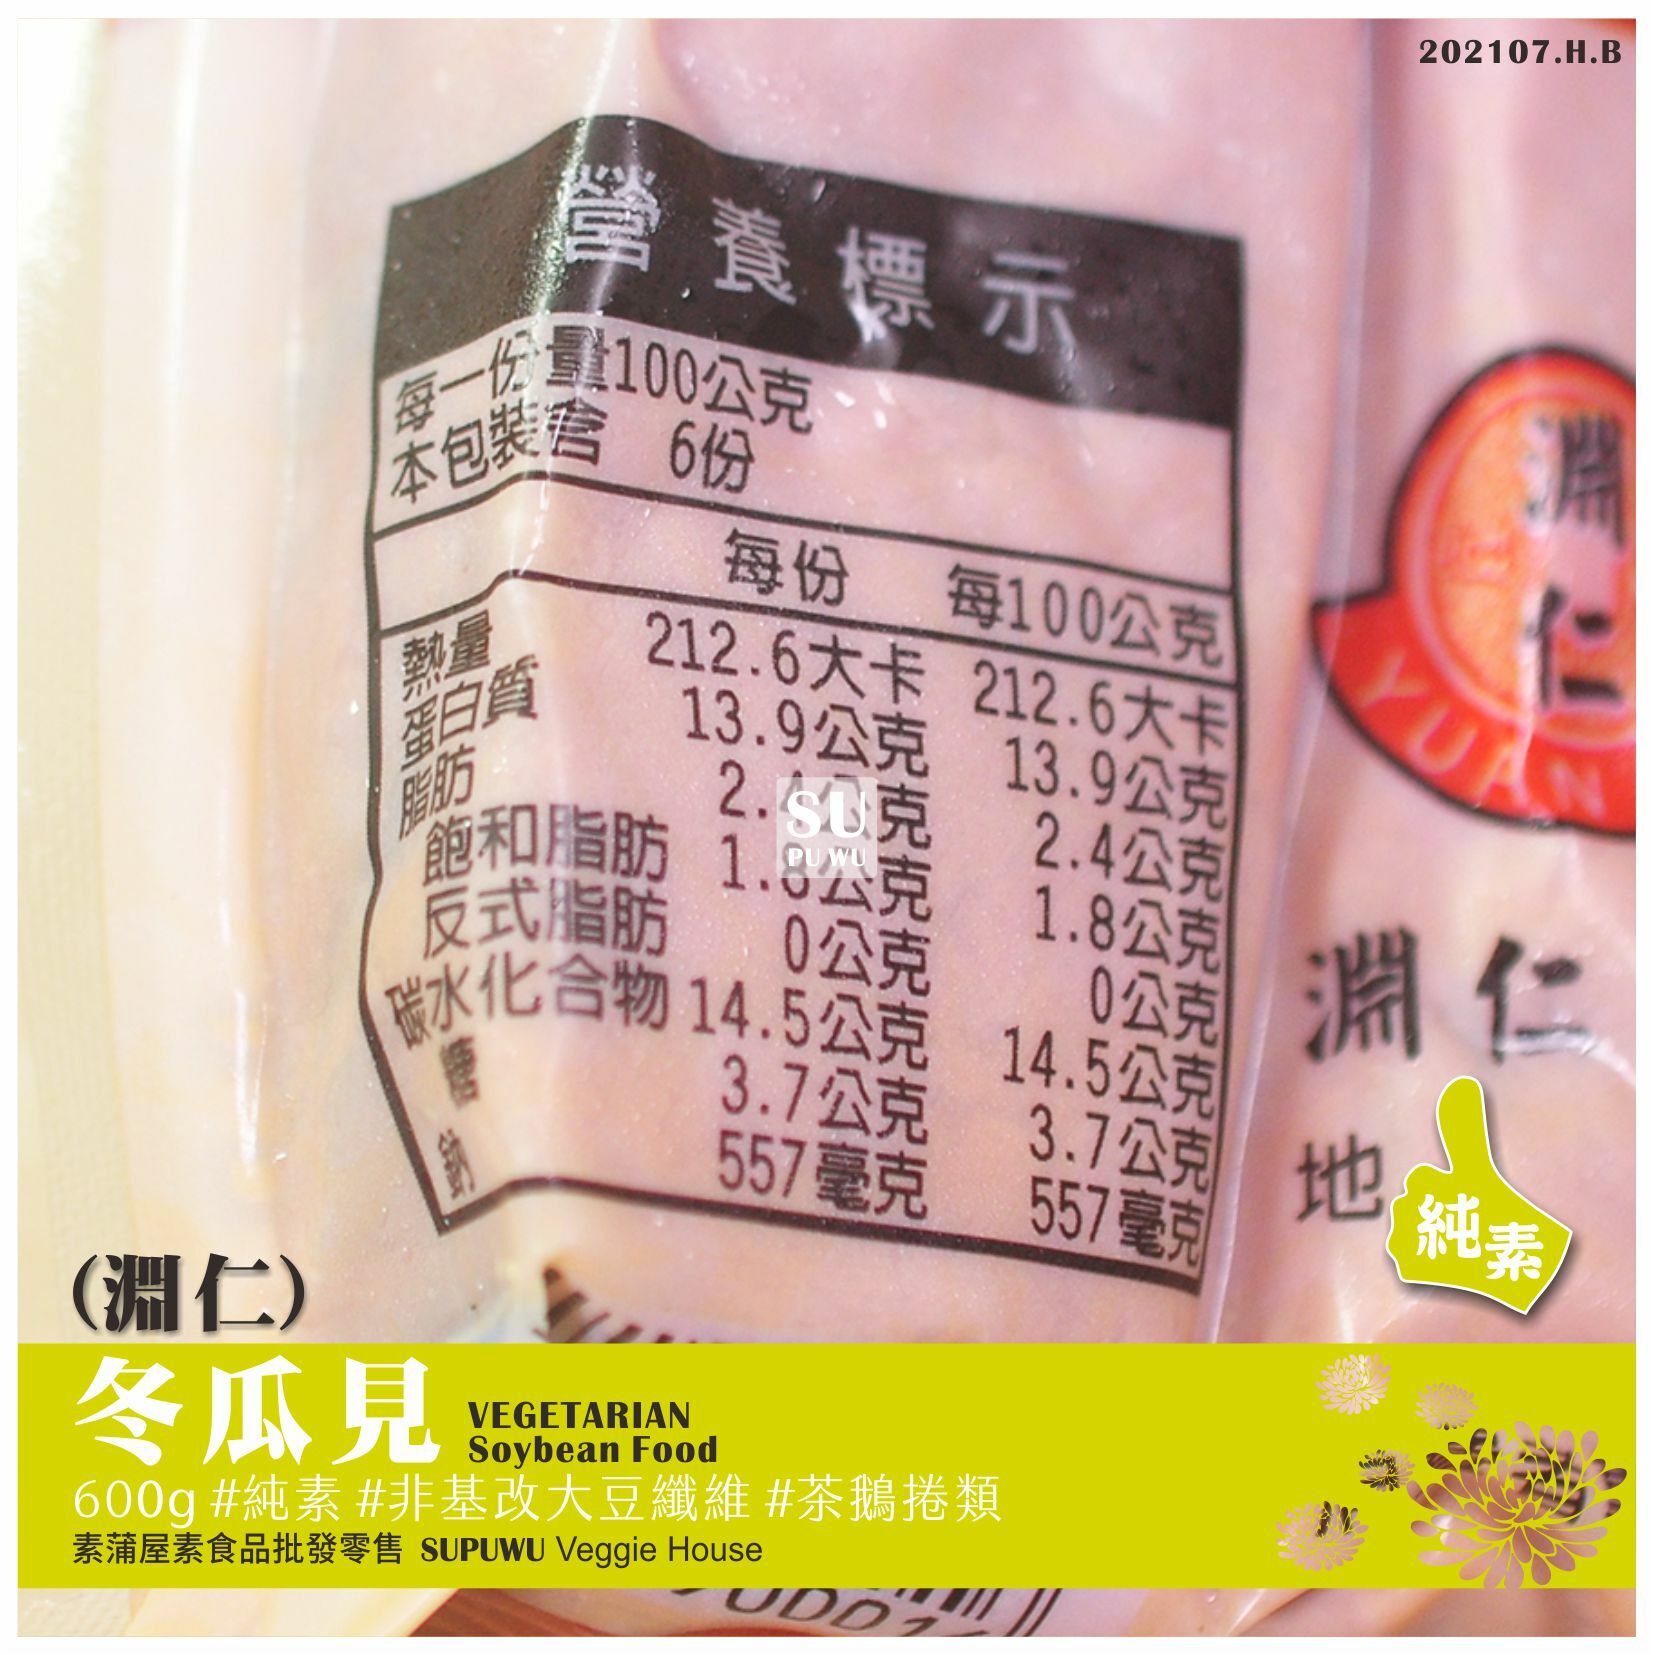 202107.H.B
營養標示
每一份量100公克
本包裝含 6份
每份 每100公克
熱量 212.6大卡 212.6大卡
蛋白質 13.9公克 13.9公克
脂肪 2.4公克 2.4公克
飽和脂肪 1.8公克 1.8公克
反式脂肪 0公克 0公克
碳水化合物 14.5公克 14.5公克
糖 3.7公克 3.7公克
鈉 557毫克 557毫克
淵仁
YUAN
淵仁
地
SU
PU WU
純素
(淵仁)
冬瓜見
VEGETARIAN
Soybean Food
600g #純素 #非基改大豆纖維 #茶鵝捲類
素蒲屋素食品批發零售 SUPUWU Veggie House